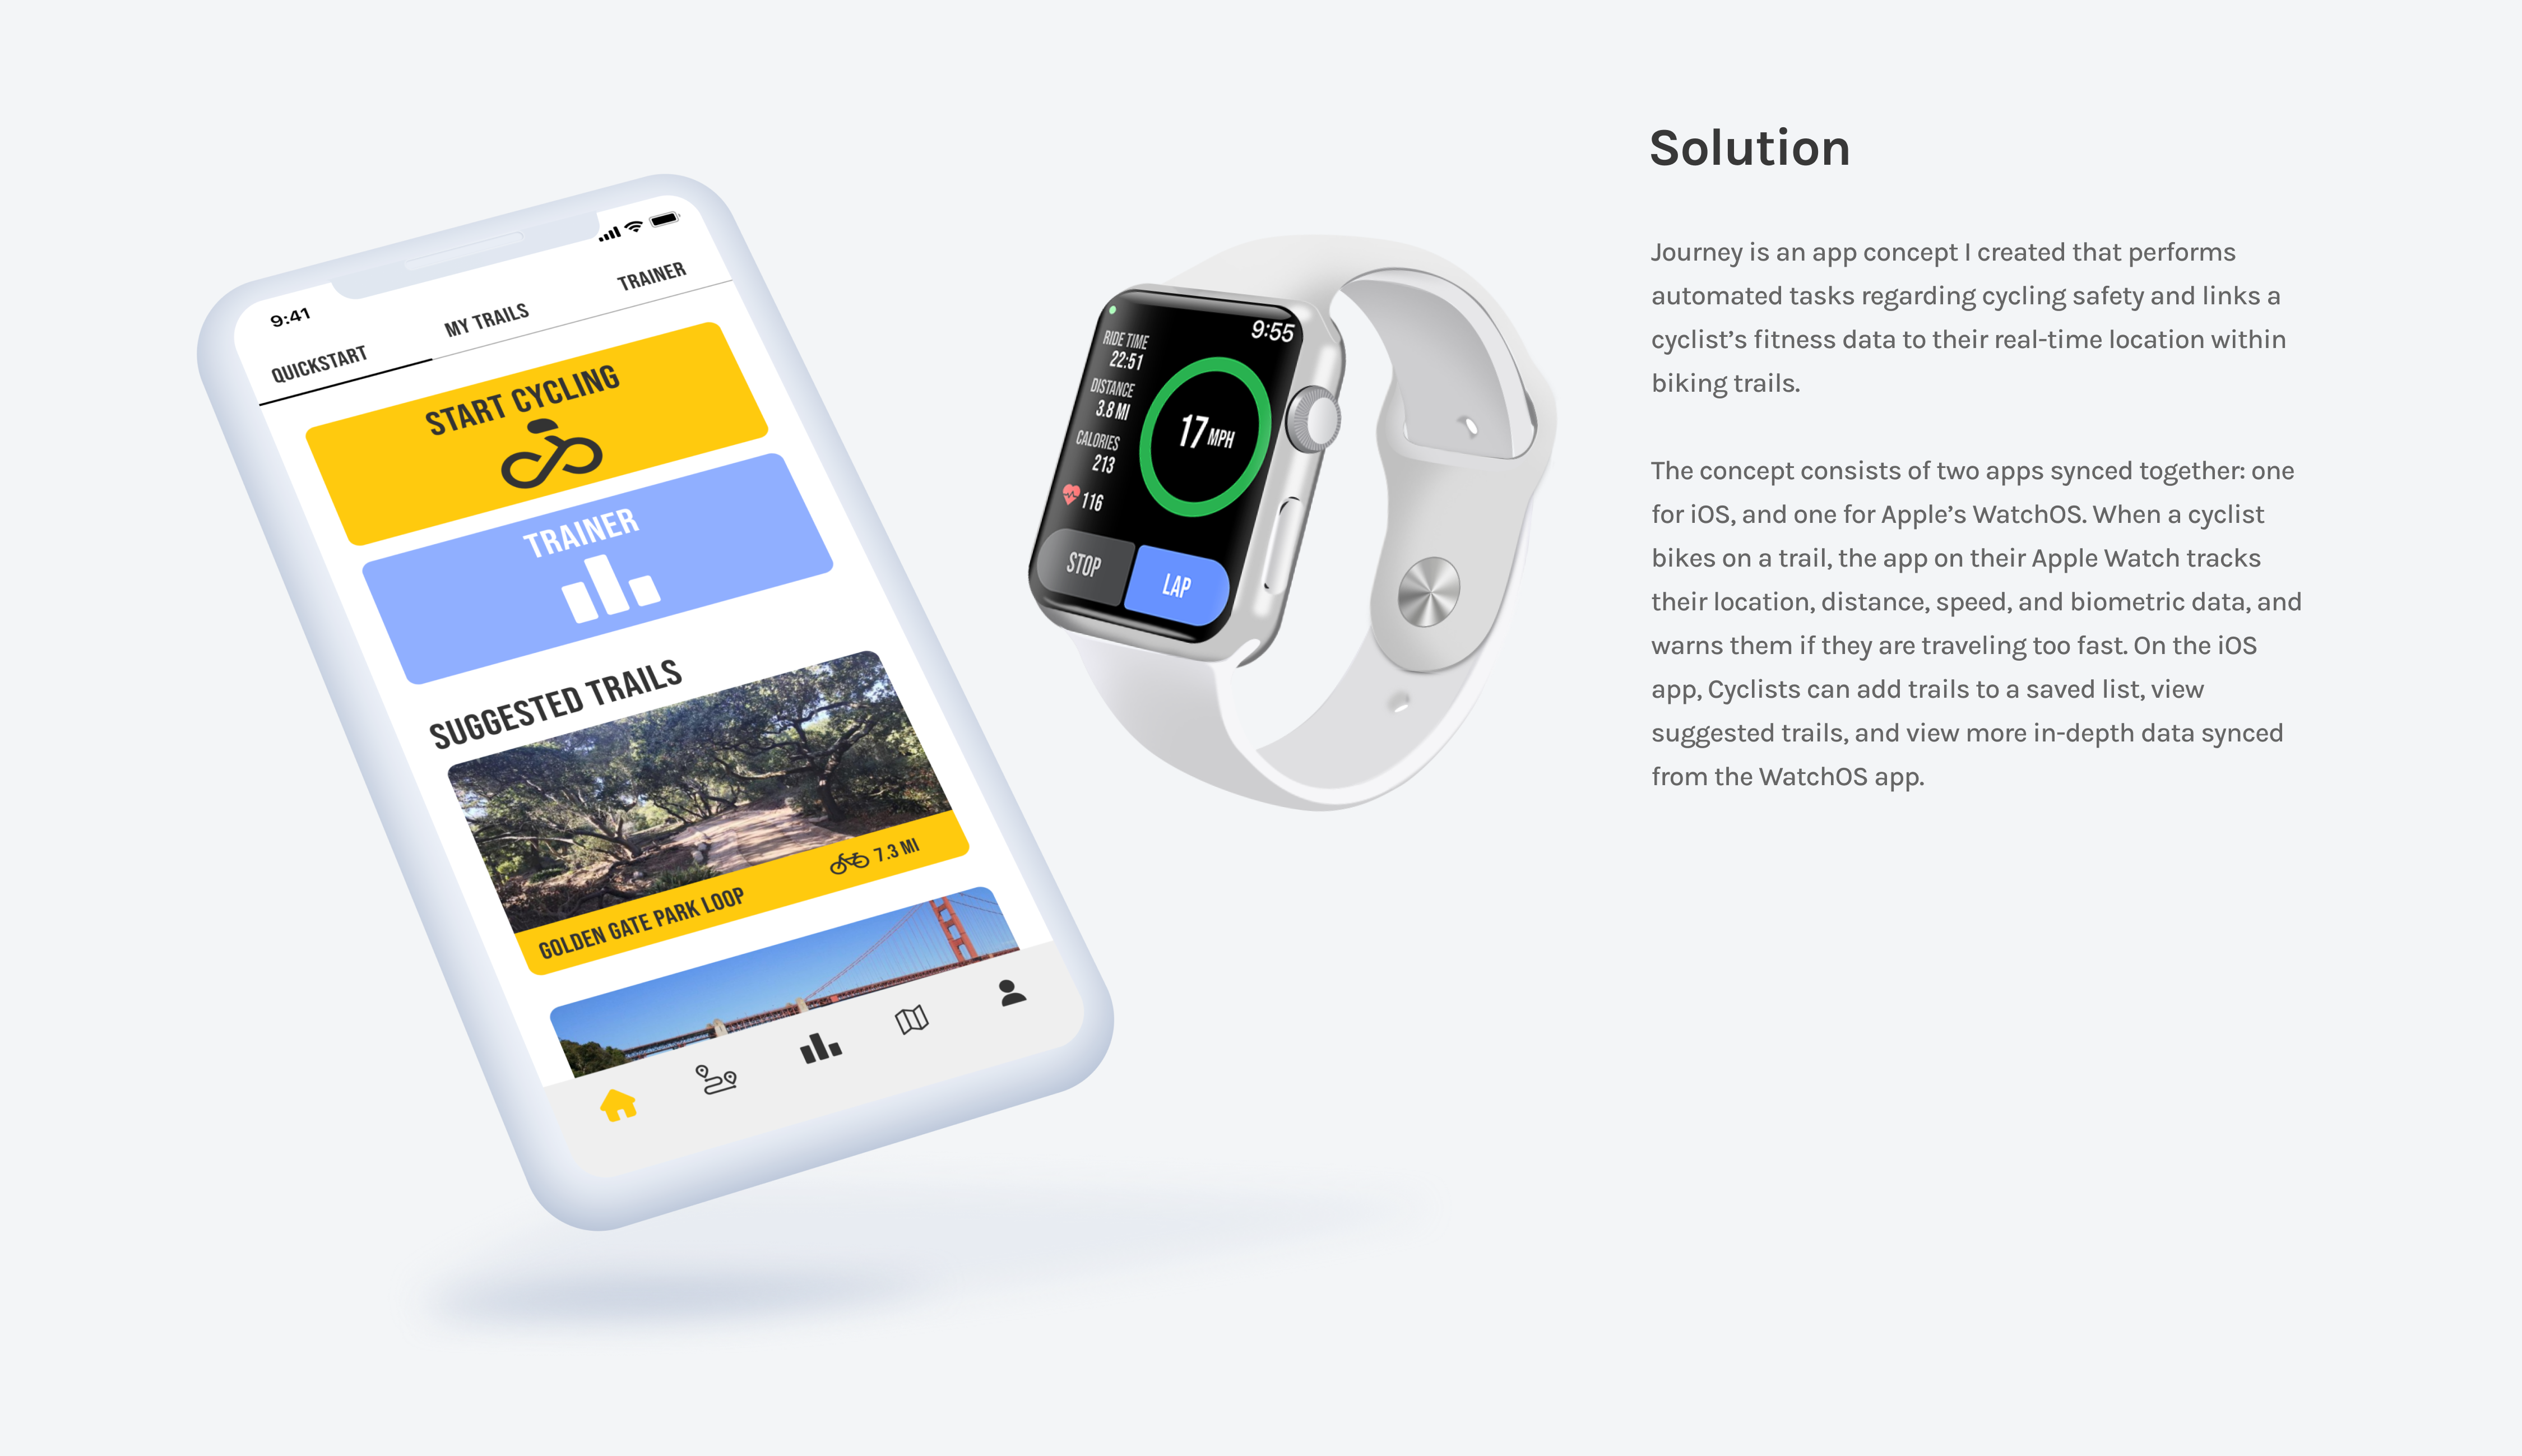 9:41
QUICKSTART
MY TRAILS
TRAINER
START CYCLING
TRAINER
SUGGESTED TRAILS
GOLDEN GATE PARK LOOP
7.3 MI
9:55
RIDE TIME
22:51
DISTANCE
3.8 MI
CALORIES
213
116
17 MPH
STOP
LAP
Solution
Journey is an app concept I created that performs
automated tasks regarding cycling safety and links a
cyclist’s fitness data to their real-time location within
biking trails.
The concept consists of two apps synced together: one
for iOS, and one for Apple’s WatchOS. When a cyclist
bikes on a trail, the app on their Apple Watch tracks
their location, distance, speed, and biometric data, and
warns them if they are traveling too fast. On the iOS
app, Cyclists can add trails to a saved list, view
suggested trails, and view more in-depth data synced
from the WatchOS app.